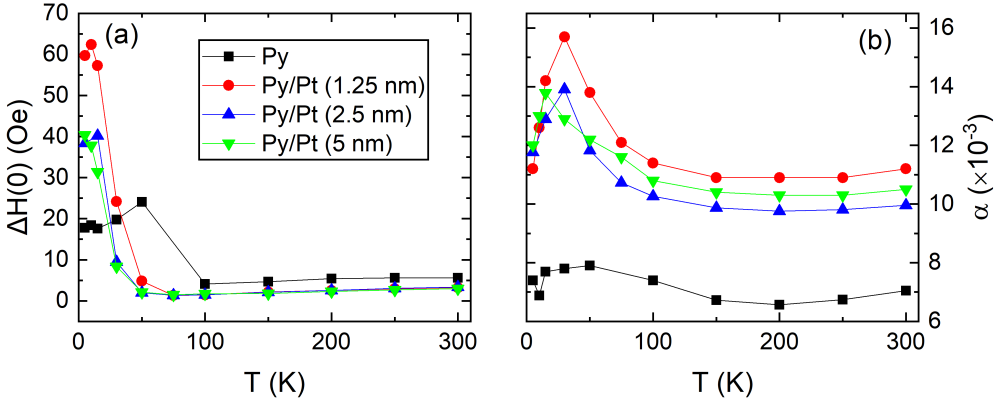 (a)
Py
Py/Pt (1.25 nm)
Py/Pt (2.5 nm)
Py/Pt (5 nm)
70
60
50
40
30
20
10
0
ΔH(0) (Oe)
0
100
200
300
T (K)
(b)
16
14
12
10
8
6
α (×10⁻³)
0
100
200
300
T (K)